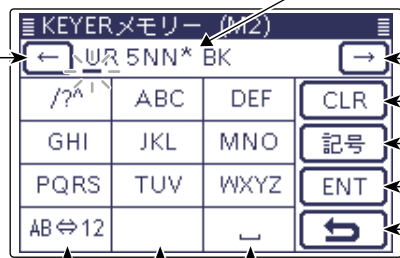 KEYERメモリー (M2)
← UR 5NN* BK →
/?^ ABC DEF CLR
GHI JKL MNO 記号
PQRS TUV WXYZ ENT
AB⇔12 ⎵ ⮌